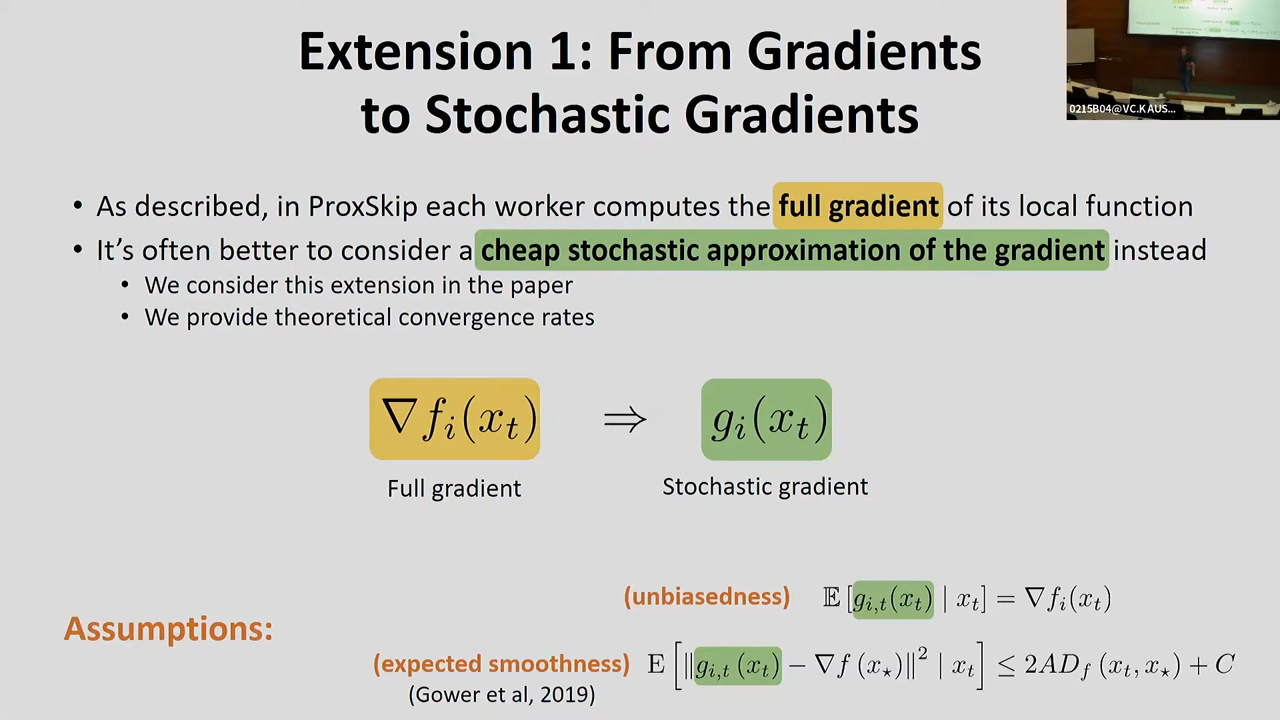 Extension 1: From Gradients
to Stochastic Gradients
0215B04@VC.KAUS...
• As described, in ProxSkip each worker computes the full gradient of its local function
• It’s often better to consider a cheap stochastic approximation of the gradient instead
• We consider this extension in the paper
• We provide theoretical convergence rates
∇f_i(x_t) ⇒ g_i(x_t)
Full gradient Stochastic gradient
Assumptions:
(unbiasedness) 𝔼 [g_{i,t}(x_t) | x_t] = ∇f_i(x_t)
(expected smoothness) E [‖g_{i,t} (x_t) − ∇f (x_⋆)‖² | x_t] ≤ 2AD_f (x_t, x_⋆) + C
(Gower et al, 2019)